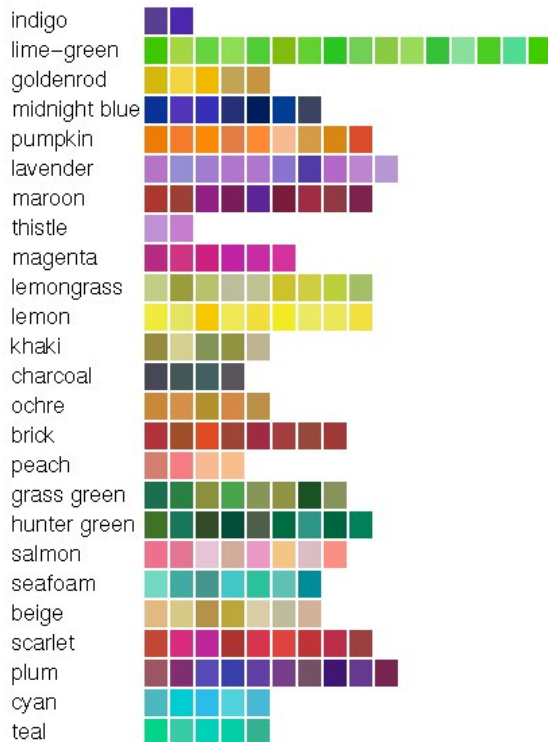 indigo
lime-green
goldenrod
midnight blue
pumpkin
lavender
maroon
thistle
magenta
lemongrass
lemon
khaki
charcoal
ochre
brick
peach
grass green
hunter green
salmon
seafoam
beige
scarlet
plum
cyan
teal